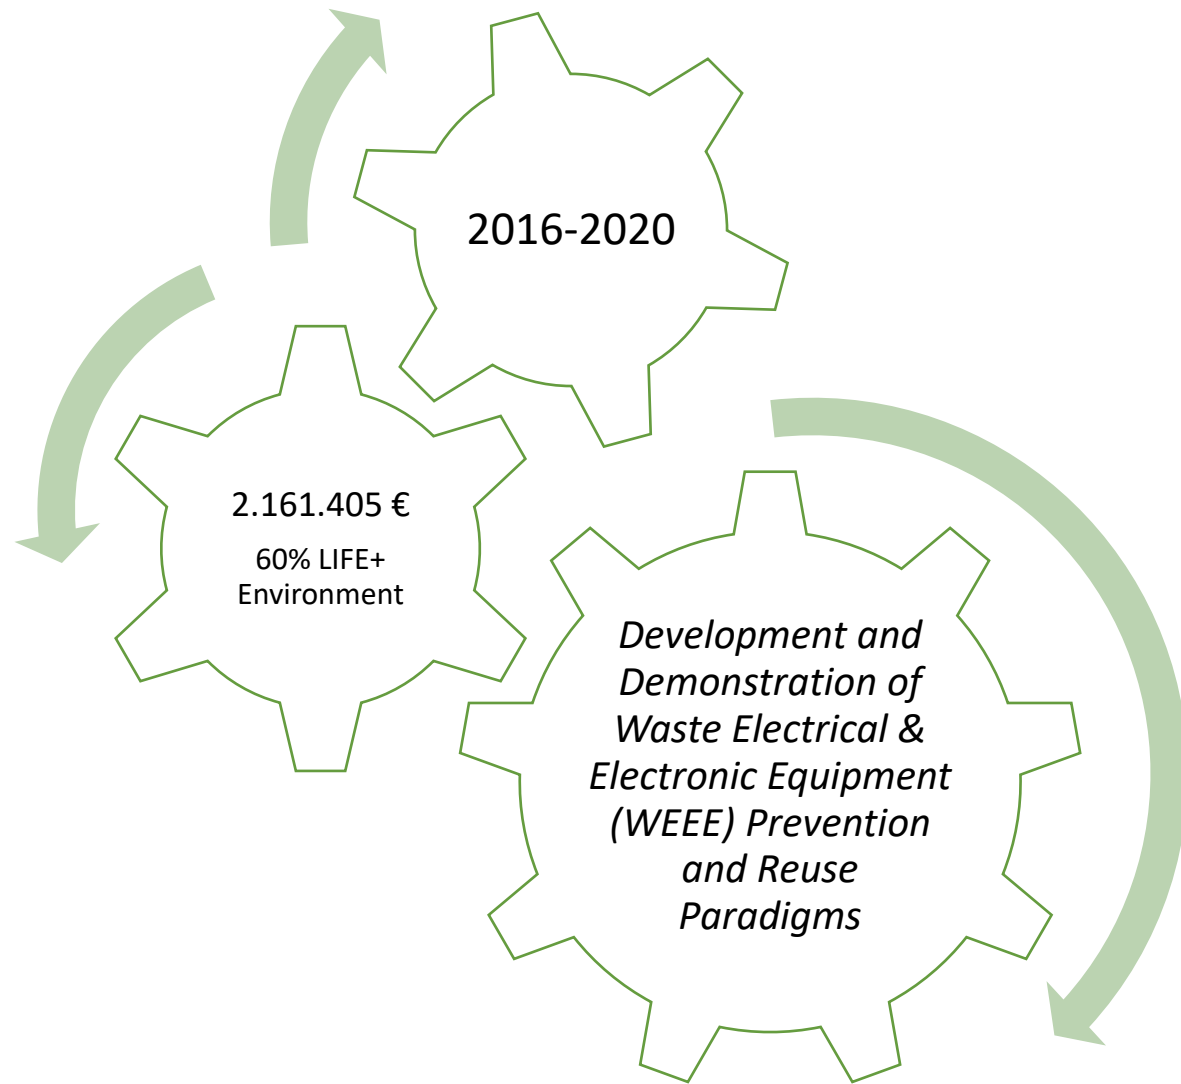 2016-2020
2.161.405 €
60% LIFE+
Environment
Development and
Demonstration of
Waste Electrical &
Electronic Equipment
(WEEE) Prevention
and Reuse
Paradigms